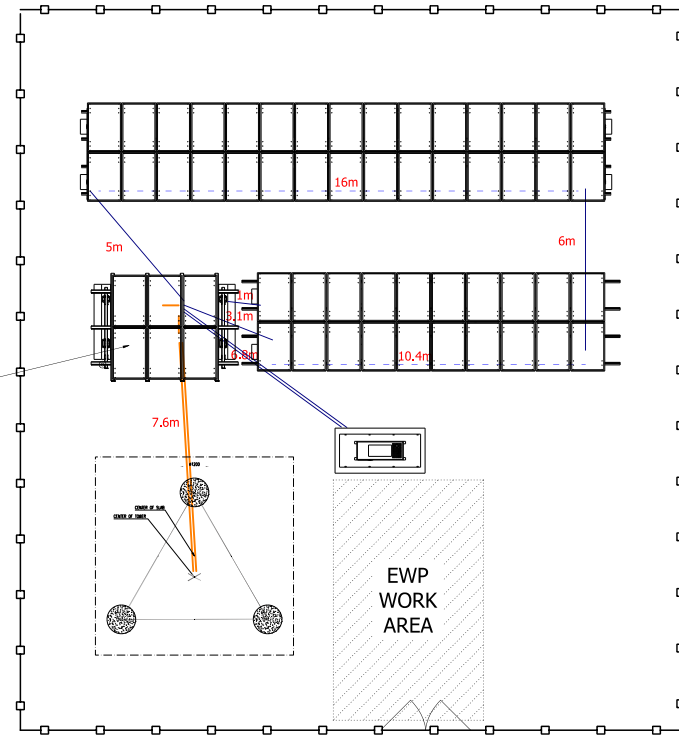 16m
5m
6m
1m
3.1m
6.8m
10.4m
7.6m
CENTER OF SLAB
CENTER OF TOWER
EWP
WORK
AREA